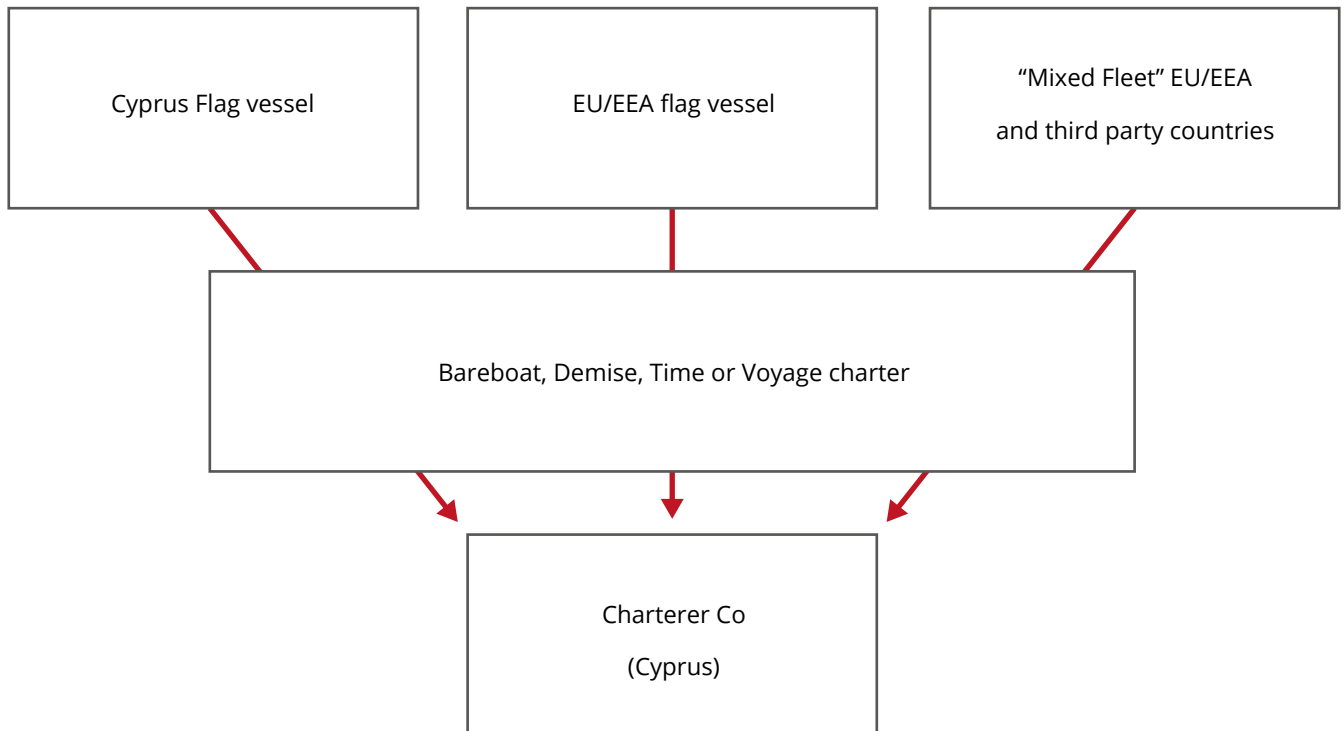 Cyprus Flag vessel
EU/EEA flag vessel
“Mixed Fleet” EU/EEA
and third party countries
Bareboat, Demise, Time or Voyage charter
Charterer Co
(Cyprus)